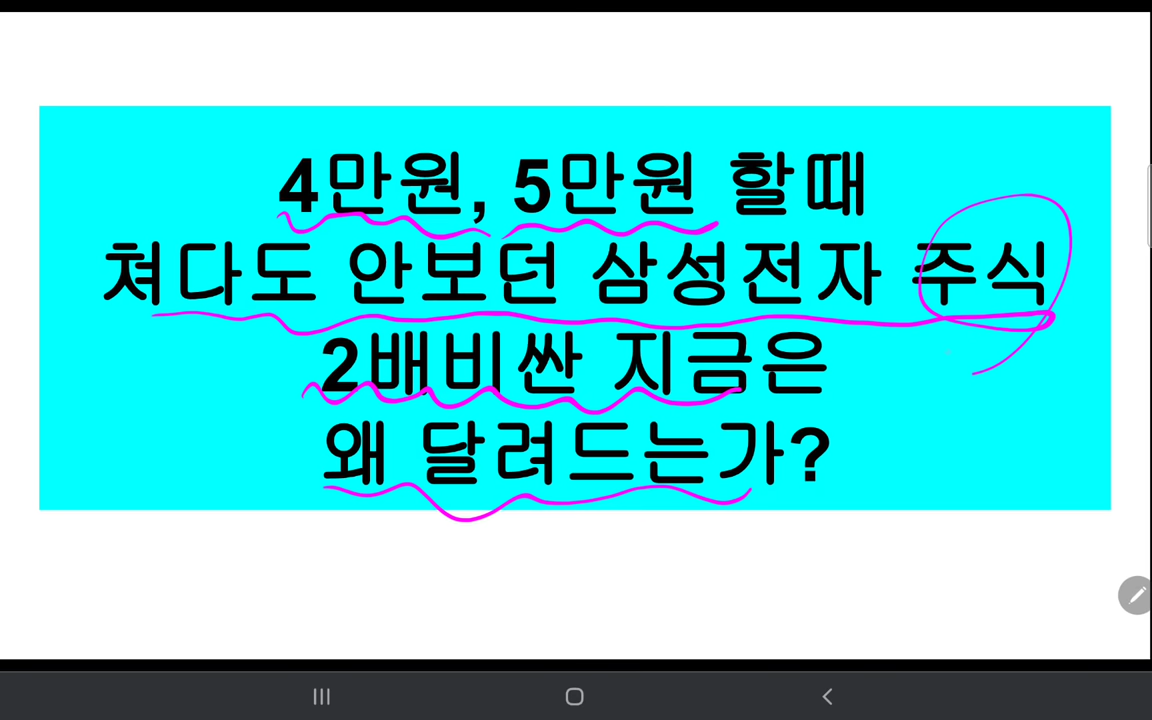 4만원, 5만원 할때
쳐다도 안보던 삼성전자 주식
2배비싼 지금은
왜 달려드는가?